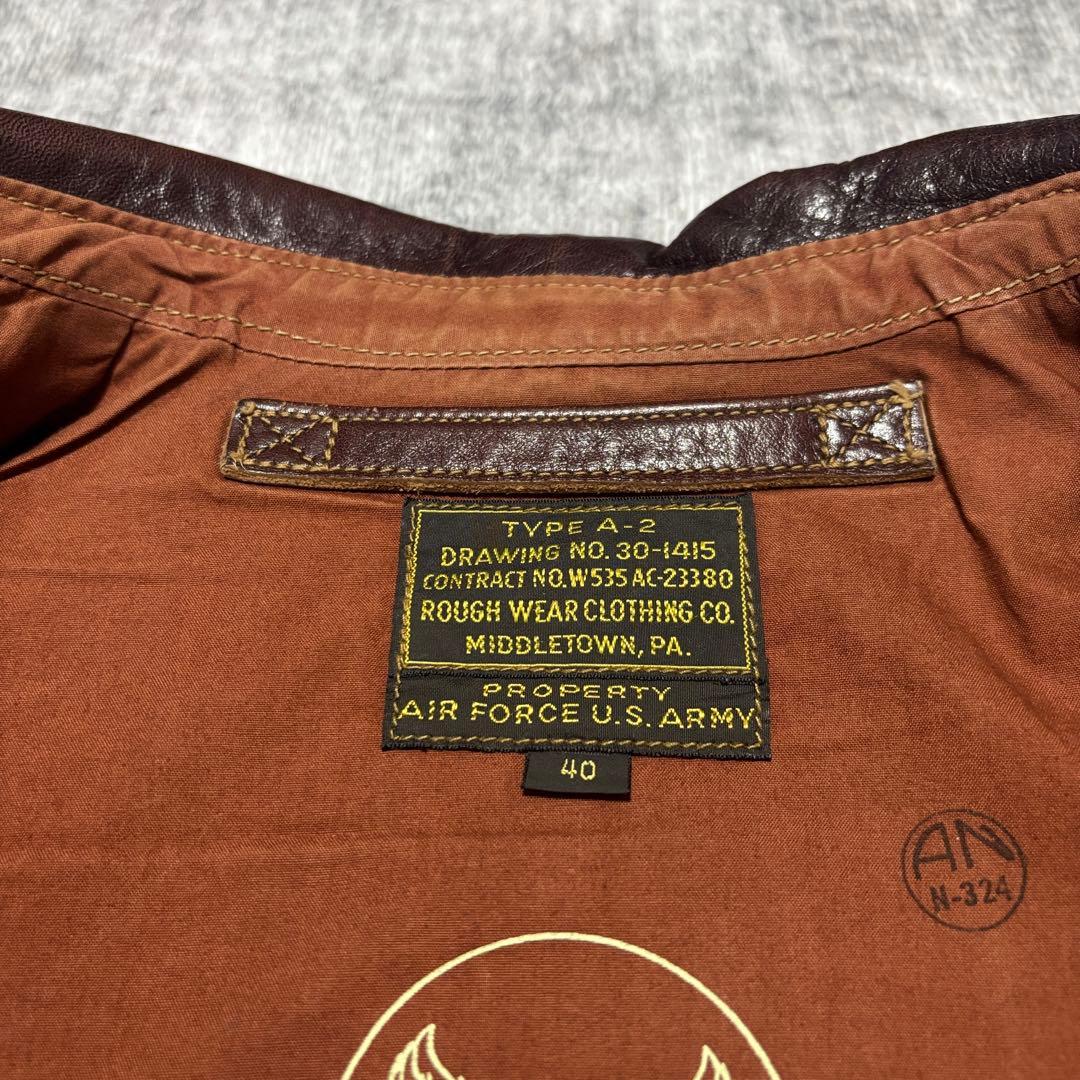 TYPE A-2
DRAWING NO. 30-1415
CONTRACT NO. W535 AC-23380
ROUGH WEAR CLOTHING CO.
MIDDLETOWN, PA.
PROPERTY
AIR FORCE U.S. ARMY
40
AN
N-324